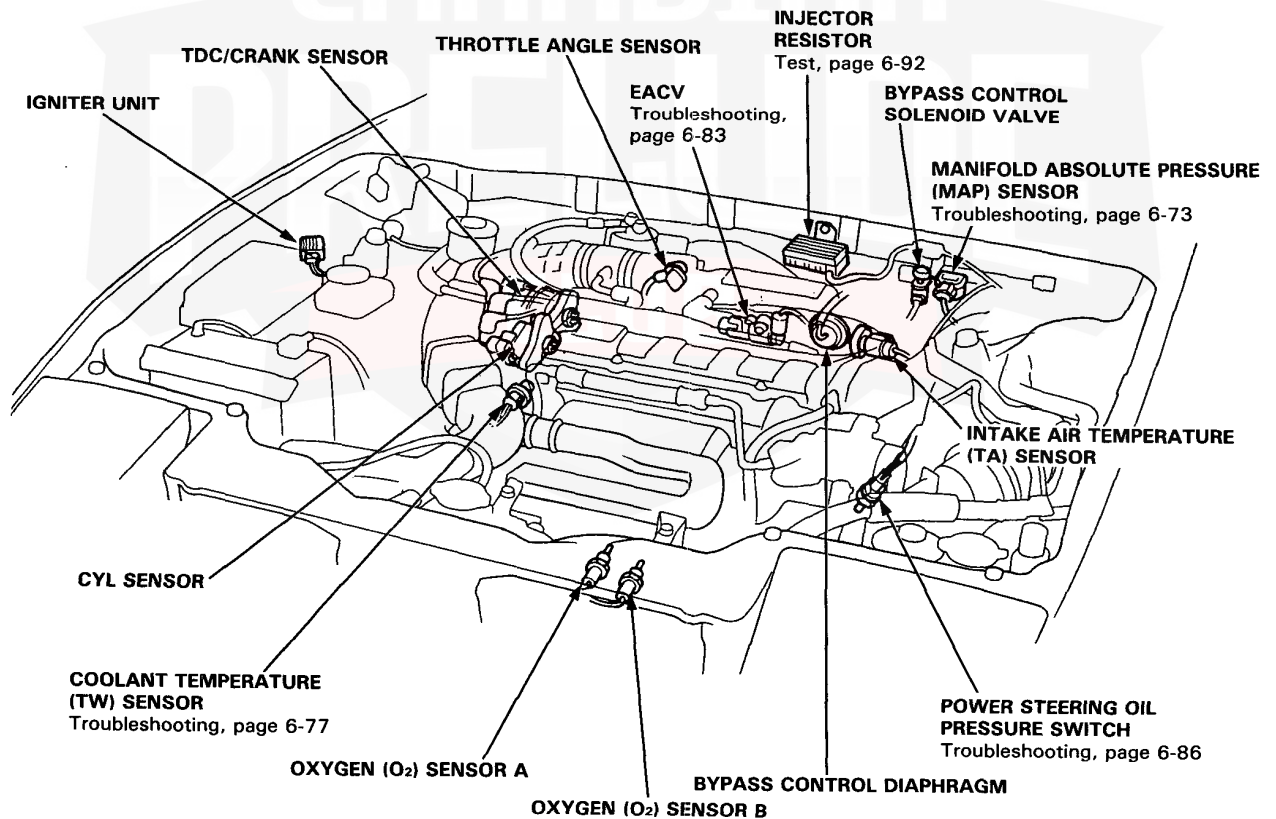 INJECTOR
RESISTOR
Test, page 6-92
THROTTLE ANGLE SENSOR
TDC/CRANK SENSOR
EACV
Troubleshooting,
page 6-83
BYPASS CONTROL
SOLENOID VALVE
IGNITER UNIT
MANIFOLD ABSOLUTE PRESSURE
(MAP) SENSOR
Troubleshooting, page 6-73
INTAKE AIR TEMPERATURE
(TA) SENSOR
CYL SENSOR
COOLANT TEMPERATURE
(TW) SENSOR
Troubleshooting, page 6-77
POWER STEERING OIL
PRESSURE SWITCH
Troubleshooting, page 6-86
OXYGEN (O₂) SENSOR A
BYPASS CONTROL DIAPHRAGM
OXYGEN (O₂) SENSOR B
CANADIAN
PRELUDE